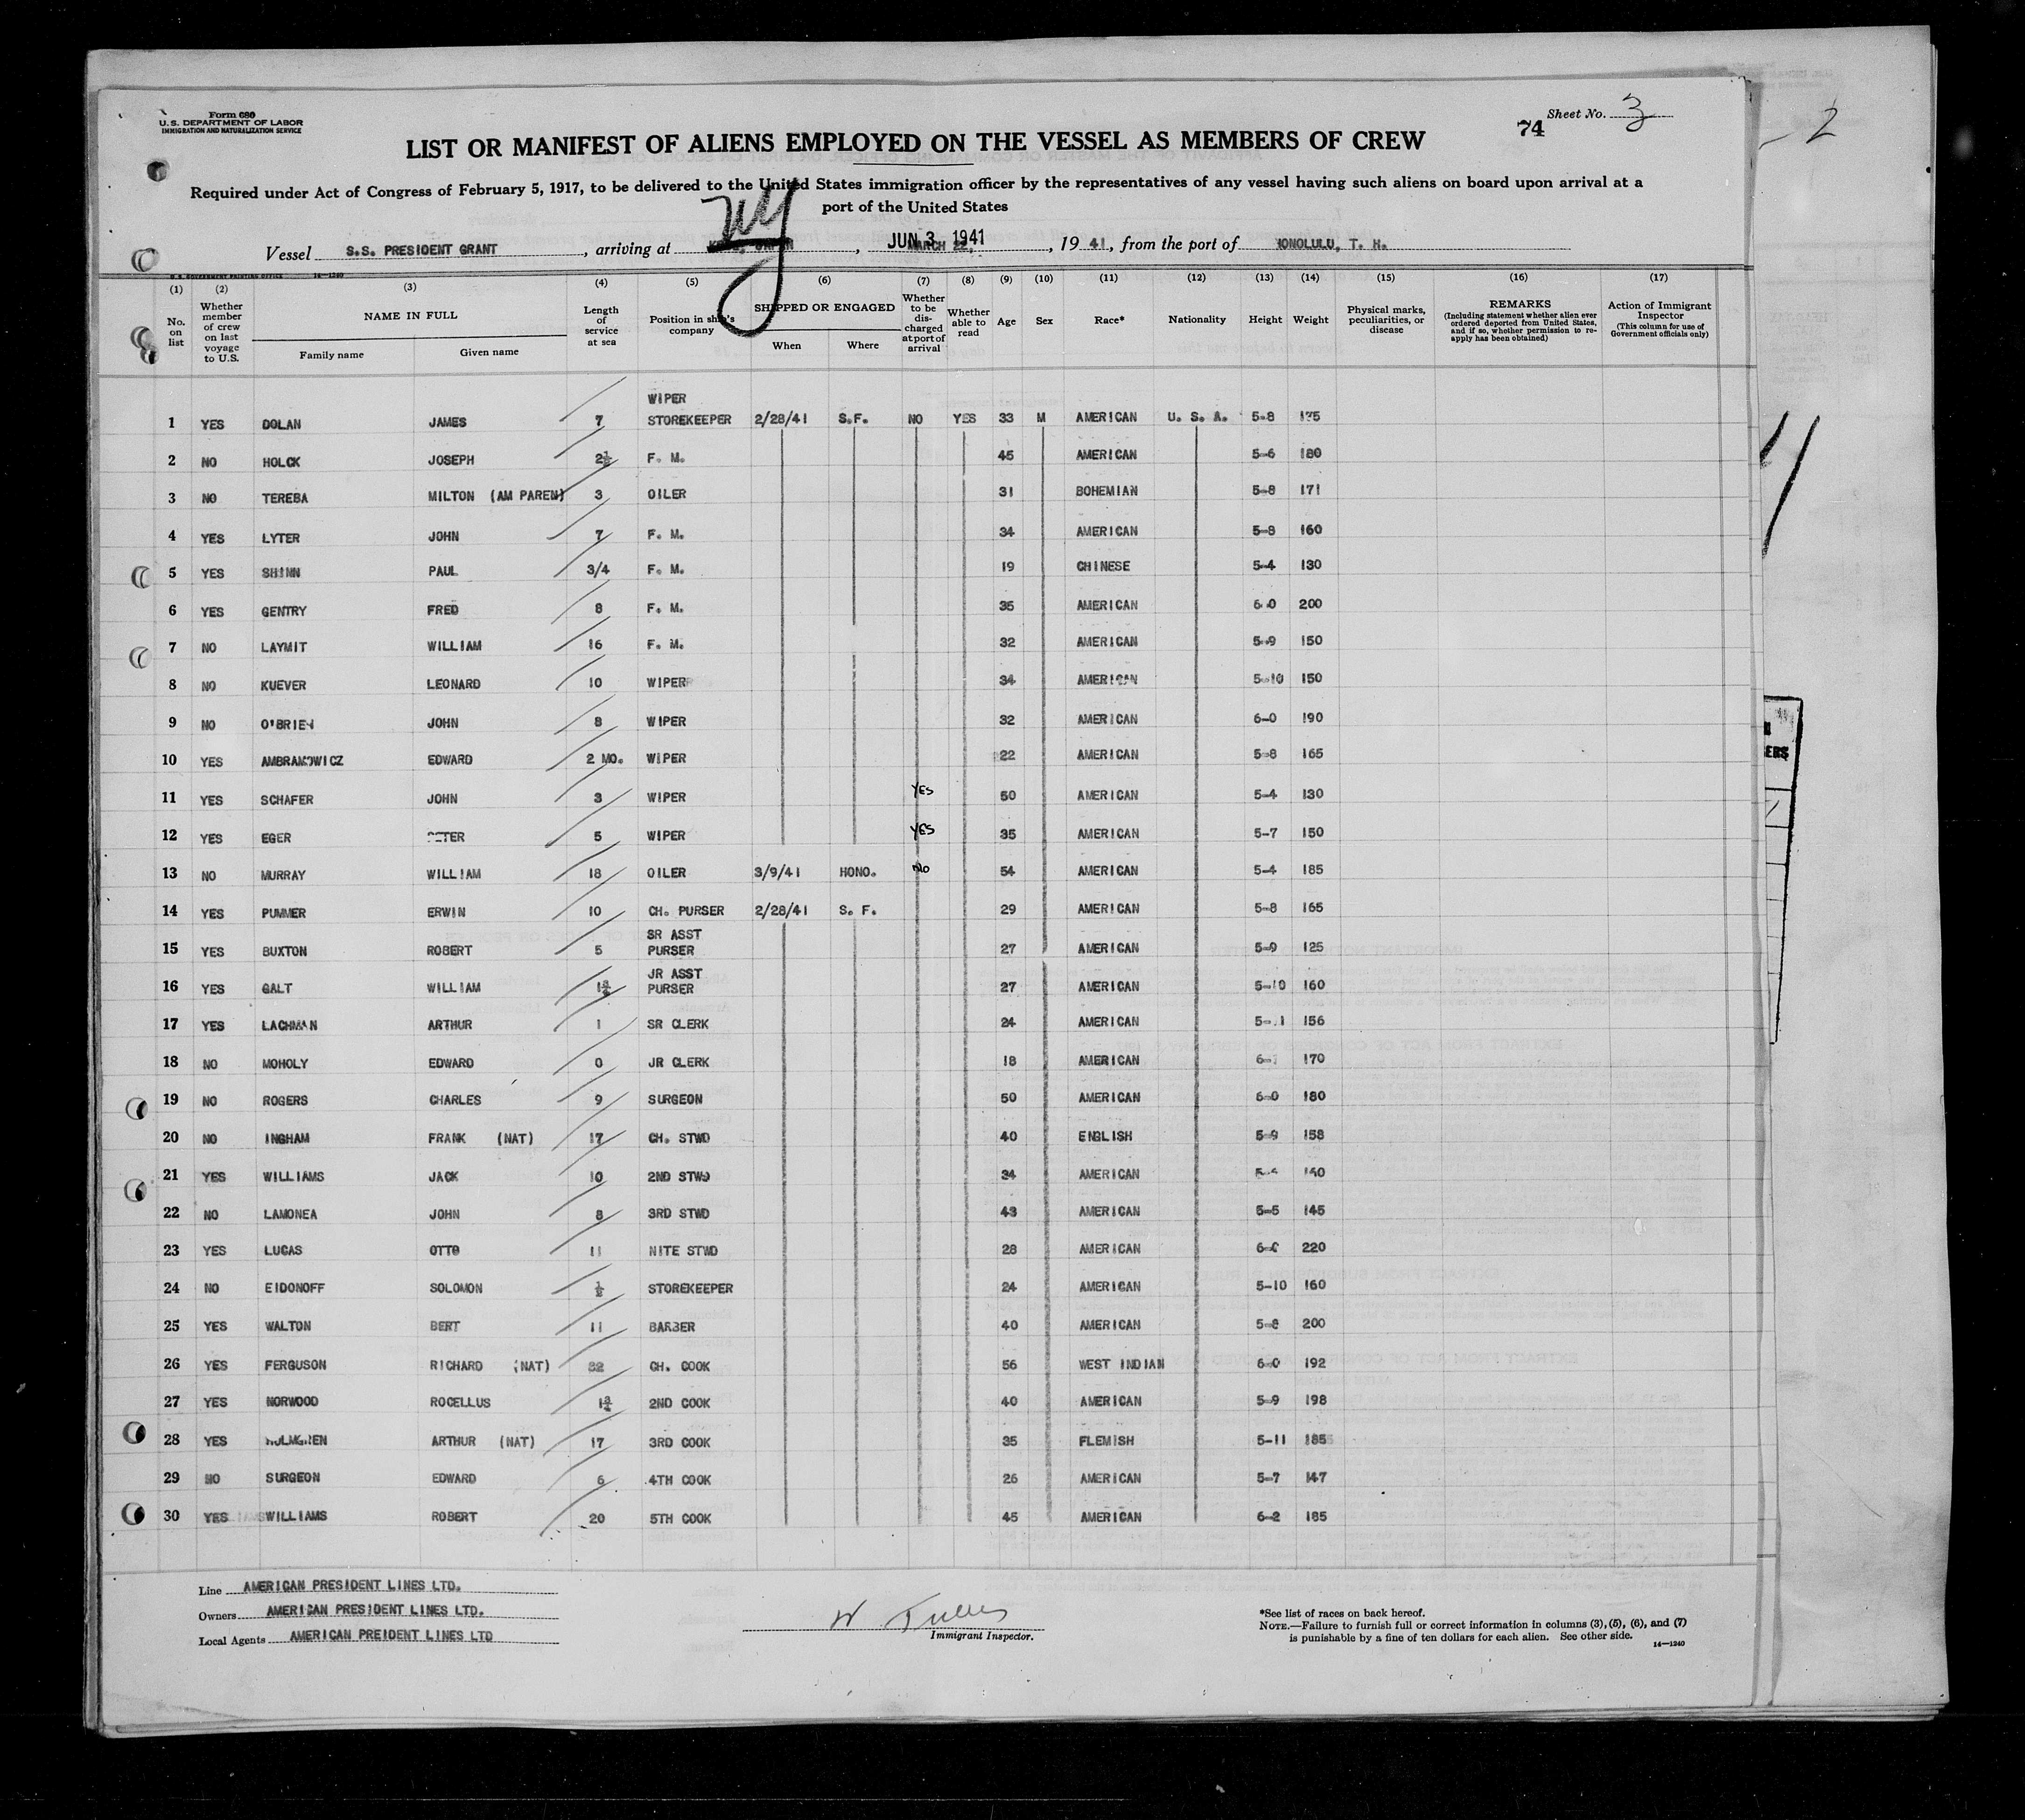 Form 680
U.S. DEPARTMENT OF LABOR
IMMIGRATION AND NATURALIZATION SERVICE
74 Sheet No. 3
2
LIST OR MANIFEST OF ALIENS EMPLOYED ON THE VESSEL AS MEMBERS OF CREW
Required under Act of Congress of February 5, 1917, to be delivered to the United States immigration officer by the representatives of any vessel having such aliens on board upon arrival at a
port of the United States
NY
Vessel S.S. PRESIDENT GRANT, arriving at , JUN 3 1941 MARCH 22, , 19 41, from the port of HONOLULU, T. H.
U.S. GOVERNMENT PRINTING OFFICE 14—1240
(1) (2) (3) (4) (5) (6) (7) (8) (9) (10) (11) (12) (13) (14) (15) (16) (17)
No. on list
Whether member of crew on last voyage to U.S.
NAME IN FULL
Family name Given name
Length of service at sea
Position in ship's company
SHIPPED OR ENGAGED
When Where
Whether to be discharged at port of arrival
Whether able to read
Age
Sex
Race*
Nationality
Height
Weight
Physical marks, peculiarities, or disease
REMARKS
(Including statement whether alien ever ordered deported from United States, and if so, whether permission to reapply has been obtained)
Action of Immigrant Inspector
(This column for use of Government officials only)
WIPER
1 YES DOLAN JAMES 7 STOREKEEPER 2/28/41 S.F. NO YES 33 M AMERICAN U. S. A. 5-8 175
2 NO HOLCK JOSEPH 2½ F. M. 45 AMERICAN 5-6 180
3 NO TEREBA MILTON (AM PAREN) 3 OILER 31 BOHEMIAN 5-8 171
4 YES LYTER JOHN 7 F. M. 34 AMERICAN 5-8 160
5 YES SHINN PAUL 3/4 F. M. 19 CHINESE 5-4 130
6 YES GENTRY FRED 8 F. M. 35 AMERICAN 6-0 200
7 NO LAYMIT WILLIAM 16 F. M. 32 AMERICAN 5-9 150
8 NO KUEVER LEONARD 10 WIPER 34 AMERICAN 5-10 150
9 NO O'BRIEN JOHN 8 WIPER 32 AMERICAN 6-0 190
10 YES AMBRAMOWICZ EDWARD 2 MO. WIPER 22 AMERICAN 5-8 165
11 YES SCHAFER JOHN 3 WIPER YES 50 AMERICAN 5-4 130
12 YES EGER PETER 5 WIPER YES 35 AMERICAN 5-7 150
13 NO MURRAY WILLIAM 18 OILER 3/9/41 HONO. NO 54 AMERICAN 5-4 185
14 YES PUMMER ERWIN 10 CH. PURSER 2/28/41 S. F. 29 AMERICAN 5-8 165
SR ASST
15 YES BUXTON ROBERT 5 PURSER 27 AMERICAN 5-9 125
JR ASST
16 YES GALT WILLIAM 1¾ PURSER 27 AMERICAN 5-10 160
17 YES LACHMAN ARTHUR 1 SR CLERK 24 AMERICAN 156
18 NO MOHOLY EDWARD 0 JR CLERK 18 AMERICAN 170
19 NO ROGERS CHARLES 9 SURGEON 50 AMERICAN 6-0 180
20 NO INGHAM FRANK (NAT) 17 CH. STWD 40 ENGLISH 5-9 158
21 YES WILLIAMS JACK 10 2ND STWD 34 AMERICAN 140
22 NO LAMONEA JOHN 8 3RD STWD 43 AMERICAN 5-5 145
23 YES LUCAS OTTO 11 NITE STWD 28 AMERICAN 6-0 220
24 NO EIDONOFF SOLOMON ½ STOREKEEPER 24 AMERICAN 5-10 160
25 YES WALTON BERT 11 BARBER 40 AMERICAN 5-8 200
26 YES FERGUSON RICHARD (NAT) 32 CH. COOK 56 WEST INDIAN 6-0 192
27 YES NORWOOD ROCELLUS 1¾ 2ND COOK 40 AMERICAN 5-9 198
28 YES HOLMGREN ARTHUR (NAT) 17 3RD COOK 35 FLEMISH 5-11 185
29 NO SURGEON EDWARD 6 4TH COOK 26 AMERICAN 5-7 147
30 YES WILLIAMS ROBERT 20 5TH COOK 45 AMERICAN 6-2 185
Line AMERICAN PRESIDENT LINES LTD.
Owners AMERICAN PRESIDENT LINES LTD.
Local Agents AMERICAN PREIDENT LINES LTD
W
Immigrant Inspector.
*See list of races on back hereof.
NOTE.—Failure to furnish full or correct information in columns (3), (5), (6), and (7)
is punishable by a fine of ten dollars for each alien. See other side.
14—1240